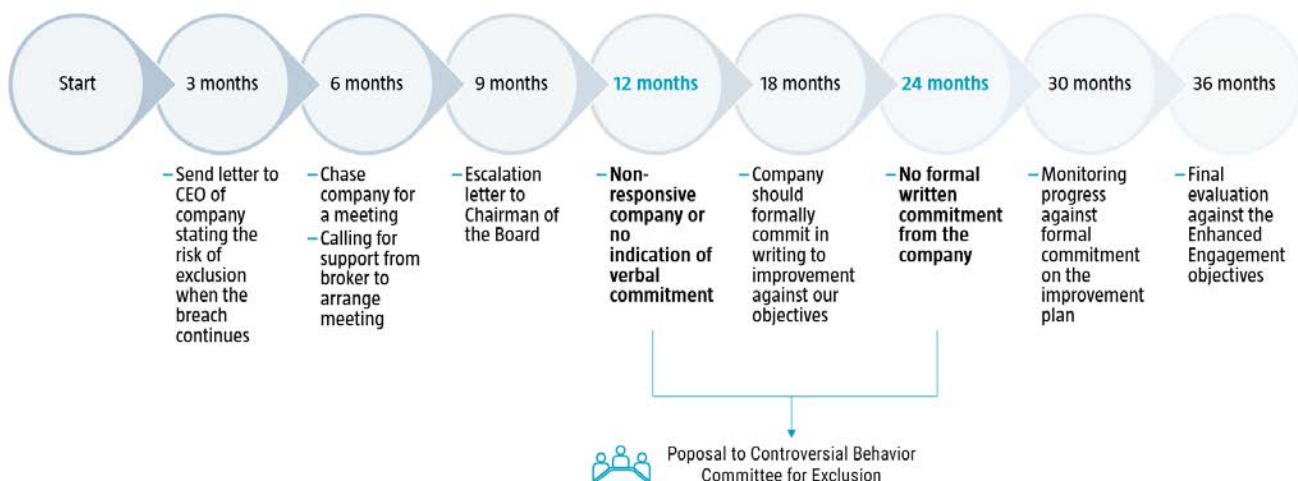 Start
3 months
6 months
9 months
12 months
18 months
24 months
30 months
36 months
– Send letter to
CEO of
company
stating the
risk of
exclusion
when the
breach
continues
– Chase
company for
a meeting
– Calling for
support from
broker to
arrange
meeting
– Escalation
letter to
Chairman of
the Board
– Non-
responsive
company or
no
indication of
verbal
commitment
– Company
should
formally
commit in
writing to
improvement
against our
objectives
– No formal
written
commitment
from the
company
– Monitoring
progress
against
formal
commitment
on the
improvement
plan
– Final
evaluation
against the
Enhanced
Engagement
objectives
Poposal to Controversial Behavior
Committee for Exclusion